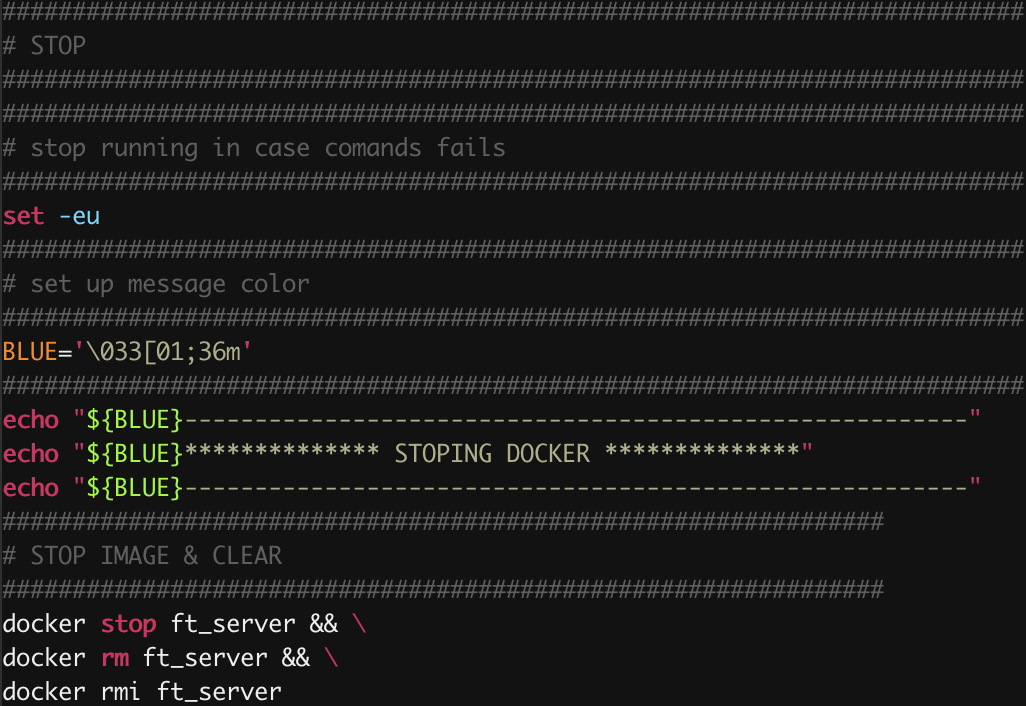 #########################################################################
# STOP
#########################################################################
#########################################################################
# stop running in case comands fails
#########################################################################
set -eu
#########################################################################
# set up message color
#########################################################################
BLUE='\033[01;36m'
#########################################################################
echo "${BLUE}--------------------------------------------------------"
echo "${BLUE}************** STOPING DOCKER **************"
echo "${BLUE}--------------------------------------------------------"
###############################################################
# STOP IMAGE & CLEAR
###############################################################
docker stop ft_server && \
docker rm ft_server && \
docker rmi ft_server